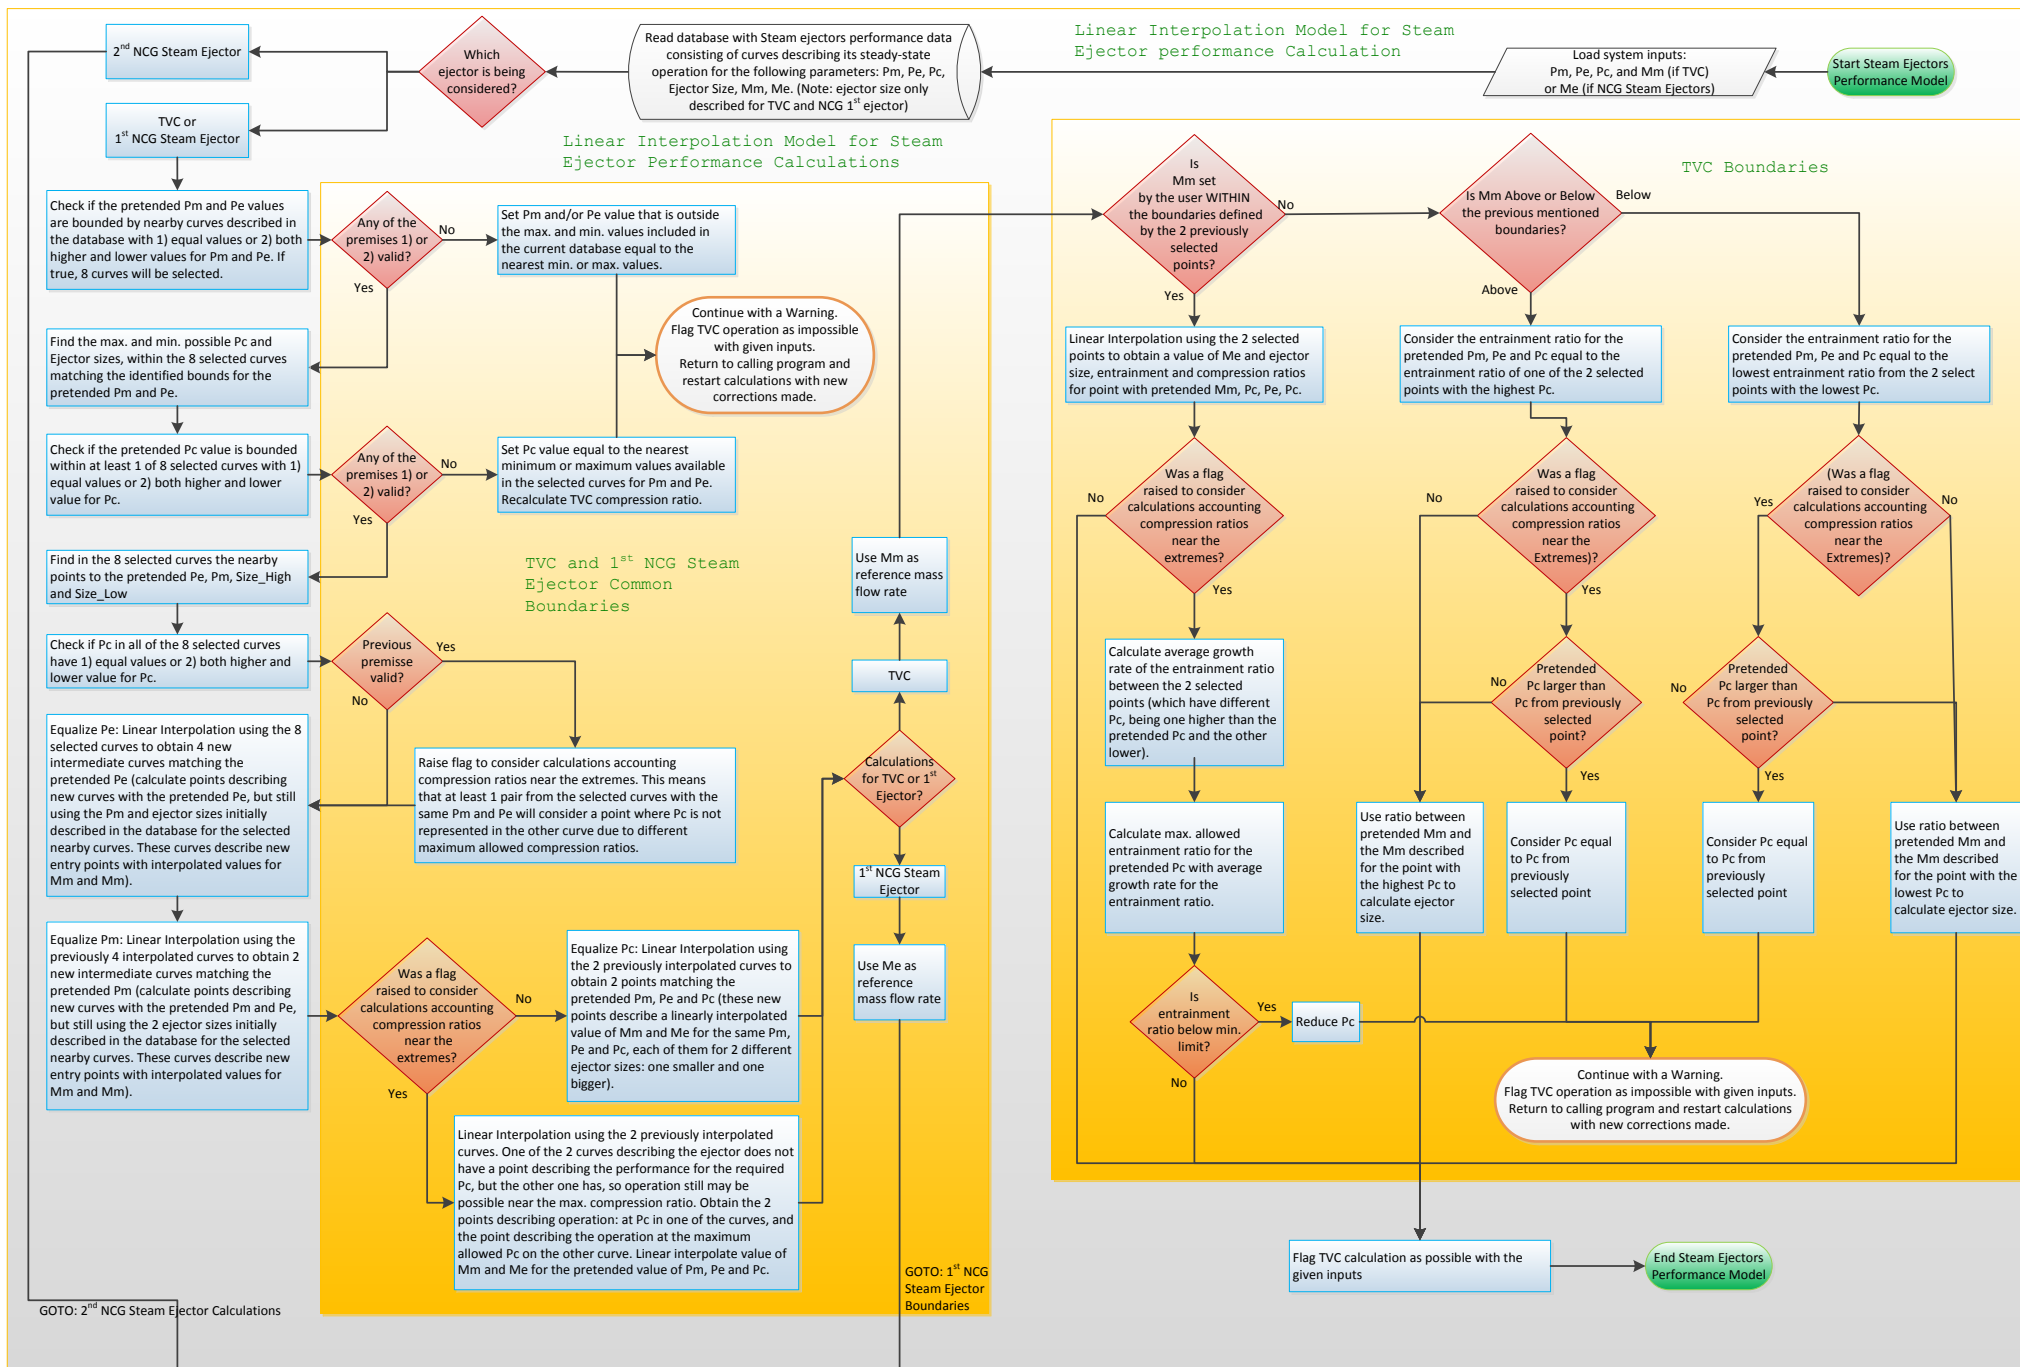 Linear Interpolation Model for Steam
Ejector performance Calculation
Start Steam Ejectors
Performance Model
Load system inputs:
Pm, Pe, Pc, and Mm (if TVC)
or Me (if NCG Steam Ejectors)
Read database with Steam ejectors performance data
consisting of curves describing its steady-state
operation for the following parameters: Pm, Pe, Pc,
Ejector Size, Mm, Me. (Note: ejector size only
described for TVC and NCG 1st ejector)
Which
ejector is being
considered?
2nd NCG Steam Ejector
TVC or
1st NCG Steam Ejector
Linear Interpolation Model for Steam
Ejector Performance Calculations
Check if the pretended Pm and Pe values
are bounded by nearby curves described in
the database with 1) equal values or 2) both
higher and lower values for Pm and Pe. If
true, 8 curves will be selected.
Any of the
premises 1) or
2) valid?
No
Yes
Set Pm and/or Pe value that is outside
the max. and min. values included in
the current database equal to the
nearest min. or max. values.
Continue with a Warning.
Flag TVC operation as impossible
with given inputs.
Return to calling program and
restart calculations with new
corrections made.
Find the max. and min. possible Pc and
Ejector sizes, within the 8 selected curves
matching the identified bounds for the
pretended Pm and Pe.
Check if the pretended Pc value is bounded
within at least 1 of 8 selected curves with 1)
equal values or 2) both higher and lower
value for Pc.
Any of the
premises 1) or
2) valid?
No
Yes
Set Pc value equal to the nearest
minimum or maximum values available
in the selected curves for Pm and Pe.
Recalculate TVC compression ratio.
Find in the 8 selected curves the nearby
points to the pretended Pe, Pm, Size_High
and Size_Low
TVC and 1st NCG Steam
Ejector Common
Boundaries
Check if Pc in all of the 8 selected curves
have 1) equal values or 2) both higher and
lower value for Pc.
Previous
premisse
valid?
Yes
No
Equalize Pe: Linear Interpolation using the 8
selected curves to obtain 4 new
intermediate curves matching the
pretended Pe (calculate points describing
new curves with the pretended Pe, but still
using the Pm and ejector sizes initially
described in the database for the selected
nearby curves. These curves describe new
entry points with interpolated values for
Mm and Mm).
Raise flag to consider calculations accounting
compression ratios near the extremes. This means
that at least 1 pair from the selected curves with the
same Pm and Pe will consider a point where Pc is not
represented in the other curve due to different
maximum allowed compression ratios.
Equalize Pm: Linear Interpolation using the
previously 4 interpolated curves to obtain 2
new intermediate curves matching the
pretended Pm (calculate points describing
new curves with the pretended Pm and Pe,
but still using the 2 ejector sizes initially
described in the database for the selected
nearby curves. These curves describe new
entry points with interpolated values for
Mm and Mm).
Was a flag
raised to consider
calculations accounting
compression ratios
near the
extremes?
No
Yes
Equalize Pc: Linear Interpolation using
the 2 previously interpolated curves to
obtain 2 points matching the
pretended Pm, Pe and Pc (these new
points describe a linearly interpolated
value of Mm and Me for the same Pm,
Pe and Pc, each of them for 2 different
ejector sizes: one smaller and one
bigger).
Linear Interpolation using the 2 previously interpolated
curves. One of the 2 curves describing the ejector does not
have a point describing the performance for the required
Pc, but the other one has, so operation still may be
possible near the max. compression ratio. Obtain the 2
points describing operation: at Pc in one of the curves, and
the point describing the operation at the maximum
allowed Pc on the other curve. Linear interpolate value of
Mm and Me for the pretended value of Pm, Pe and Pc.
Use Mm as
reference mass
flow rate
TVC
Calculations
for TVC or 1st
Ejector?
1st NCG Steam
Ejector
Use Me as
reference
mass flow rate
GOTO: 1st NCG
Steam Ejector
Boundaries
GOTO: 2nd NCG Steam Ejector Calculations
TVC Boundaries
Is
Mm set
by the user WITHIN
the boundaries defined
by the 2 previously
selected
points?
No
Yes
Is Mm Above or Below
the previous mentioned
boundaries?
Below
Above
Linear Interpolation using the 2 selected
points to obtain a value of Me and ejector
size, entrainment and compression ratios
for point with pretended Mm, Pc, Pe, Pc.
Consider the entrainment ratio for the
pretended Pm, Pe and Pc equal to the
entrainment ratio of one of the 2 selected
points with the highest Pc.
Consider the entrainment ratio for the
pretended Pm, Pe and Pc equal to the
lowest entrainment ratio from the 2 select
points with the lowest Pc.
Was a flag
raised to consider
calculations accounting
compression ratios
near the
extremes?
No
Yes
Was a flag
raised to consider
calculations accounting
compression ratios
near the
Extremes)?
No
Yes
(Was a flag
raised to consider
calculations accounting
compression ratios
near the
Extremes)?
Yes
No
Calculate average growth
rate of the entrainment ratio
between the 2 selected
points (which have different
Pc, being one higher than the
pretended Pc and the other
lower).
Pretended
Pc larger than
Pc from previously
selected
point?
No
Yes
Pretended
Pc larger than
Pc from previously
selected
point?
No
Yes
Calculate max. allowed
entrainment ratio for the
pretended Pc with average
growth rate for the
entrainment ratio.
Use ratio between
pretended Mm and
the Mm described
for the point with
the highest Pc to
calculate ejector
size.
Consider Pc equal
to Pc from
previously
selected point
Consider Pc equal
to Pc from
previously
selected point
Use ratio between
pretended Mm and
the Mm described
for the point with the
lowest Pc to
calculate ejector size.
Is
entrainment
ratio below min.
limit?
Yes
No
Reduce Pc
Continue with a Warning.
Flag TVC operation as impossible with given inputs.
Return to calling program and restart calculations
with new corrections made.
Flag TVC calculation as possible with the
given inputs
End Steam Ejectors
Performance Model